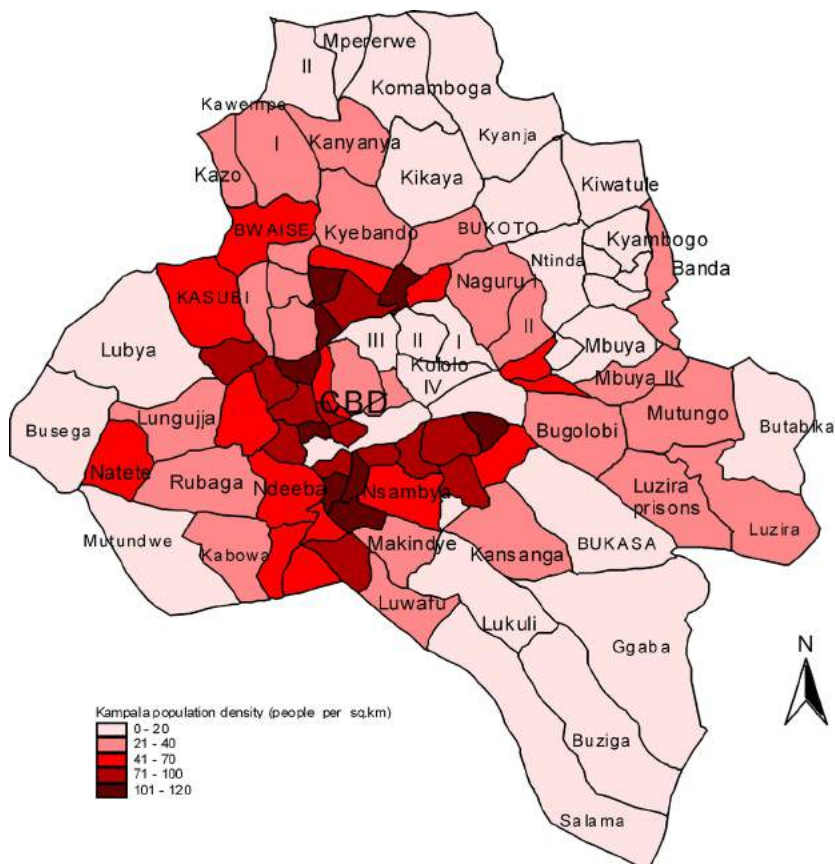 Mpererwe
II
Komamboga
Kawempe
Kyanja
I
Kanyanya
Kazo
Kikaya
Kiwatule
BWAISE
Kyebando
BUKOTO
Kyambogo
Ntinda
Banda
Naguru I
KASUBI
II
Lubya
III
II
I
Mbuya I
Kololo
IV
Mbuya II
CBD
Lungujja
Mutungo
Butabika
Busega
Bugolobi
Natete
Rubaga
Ndeeba
Nsambya
Luzira
prisons
Mutundwe
Kabowa
Makindye
Kansanga
BUKASA
Luzira
Luwafu
Lukuli
Ggaba
N
Kampala population density (people per sq.km)
0 - 20
21 - 40
41 - 70
71 - 100
101 - 120
Buziga
Salama